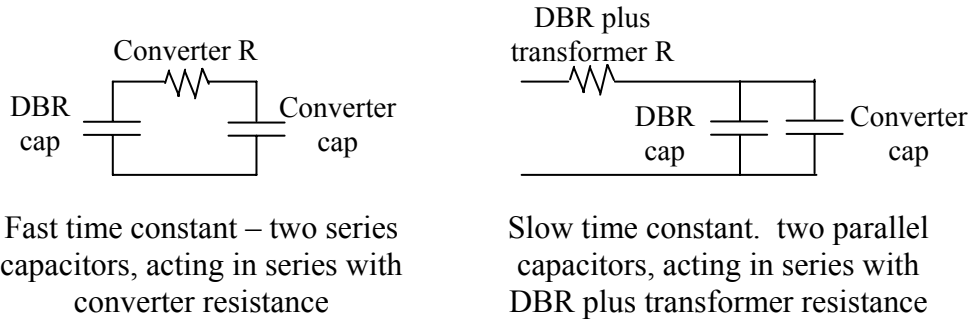 Converter R
DBR
cap
Converter
cap
Fast time constant – two series
capacitors, acting in series with
converter resistance
DBR plus
transformer R
DBR
cap
Converter
cap
Slow time constant.  two parallel
capacitors, acting in series with
DBR plus transformer resistance